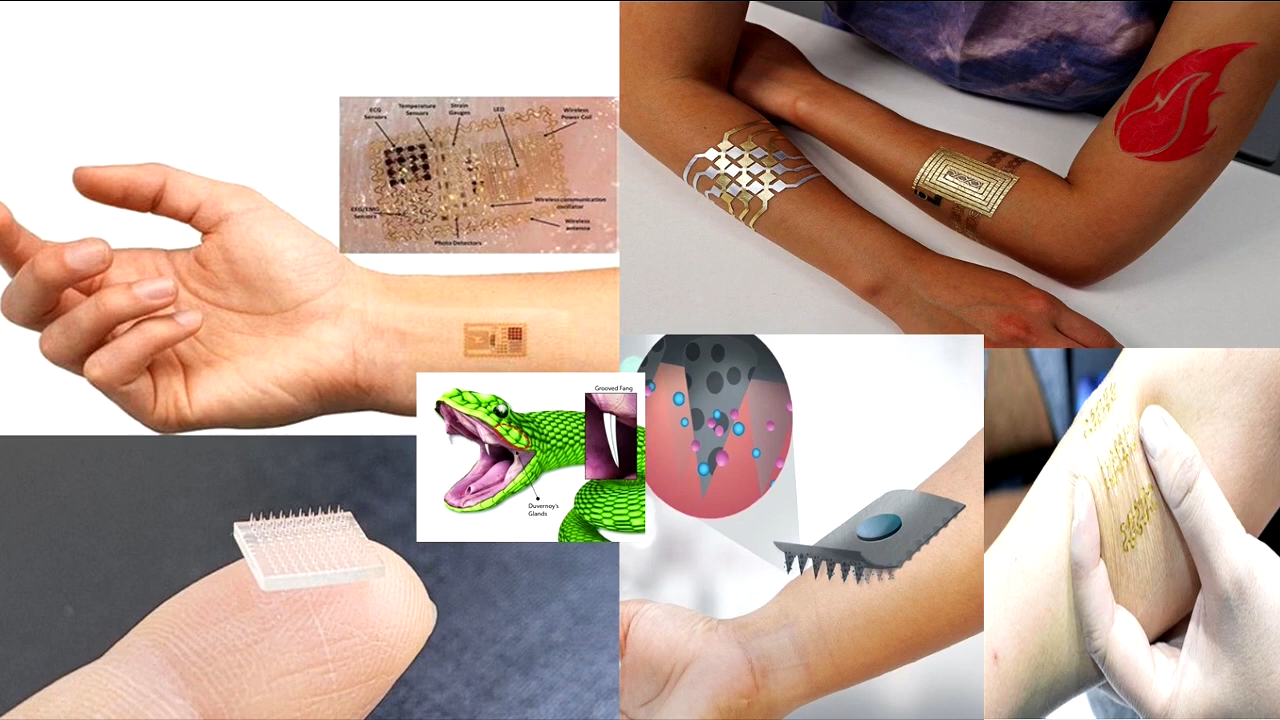 ECG
Sensors
Temperature
Sensors
Strain
Gauges
LED
Wireless
Power Coil
EEG/EMG
Sensors
Wireless communication
oscillator
Wireless
antenna
Photo Detectors
Grooved Fang
Duvernoy's
Glands